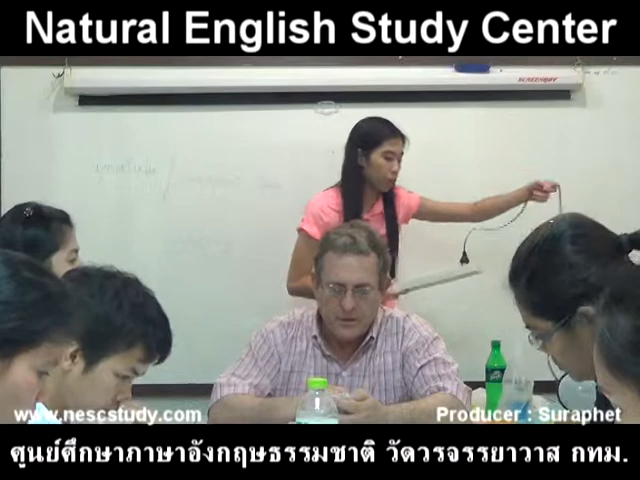 Natural English Study Center
www.nescstudy.com
Producer : Suraphet
ศูนย์ศึกษาภาษาอังกฤษธรรมชาติ วัดวรจรรยาวาส กทม.